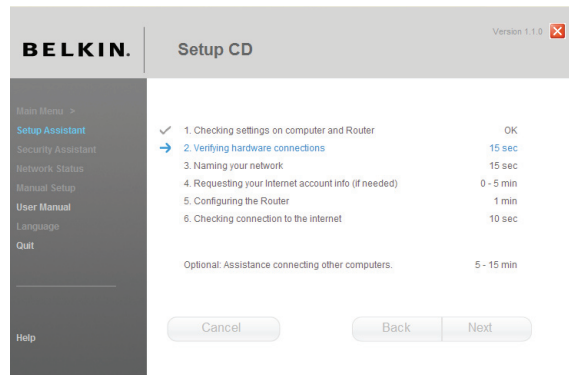 Version 1.1.0
BELKIN.
Setup CD
Main Menu >
Setup Assistant
Security Assistant
Network Status
Manual Setup
User Manual
Language
Quit
Help
1. Checking settings on computer and Router OK
2. Verifying hardware connections 15 sec
3. Naming your network 15 sec
4. Requesting your Internet account info (if needed) 0 - 5 min
5. Configuring the Router 1 min
6. Checking connection to the internet 10 sec
Optional: Assistance connecting other computers. 5 - 15 min
Cancel Back Next